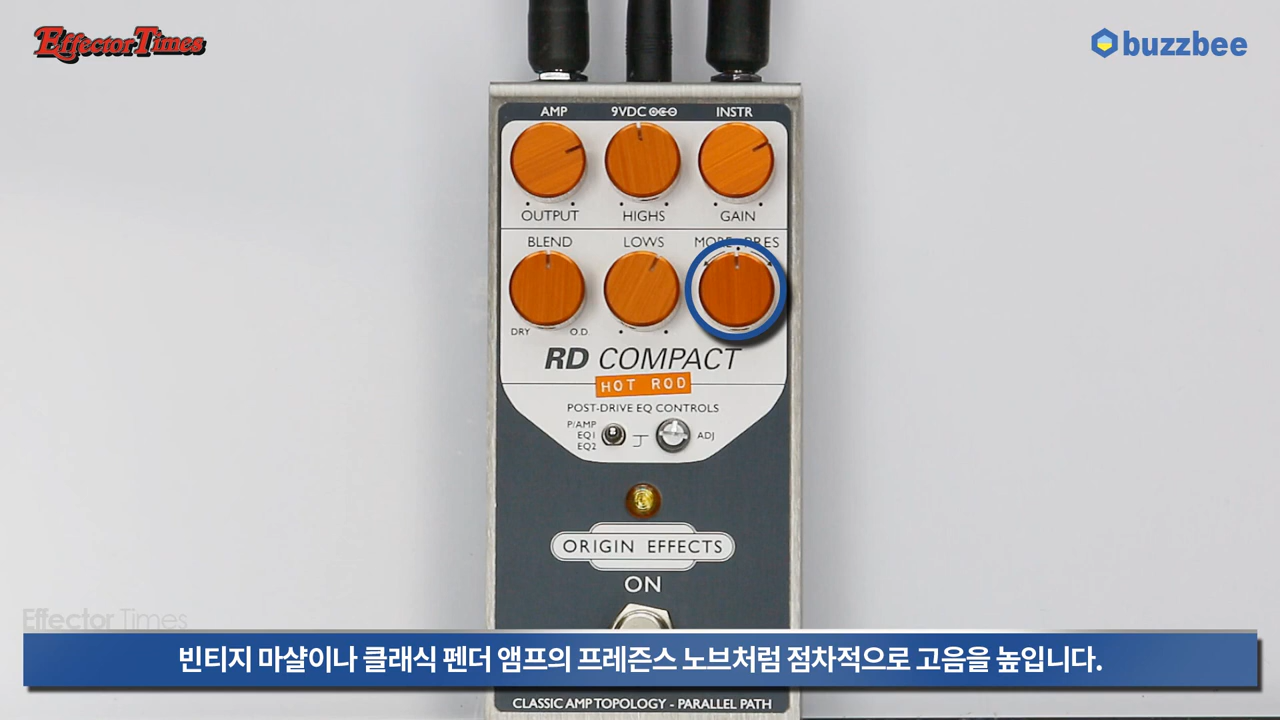 Effector Times
buzzbee
AMP 9VDC INSTR
OUTPUT HIGHS GAIN
BLEND LOWS MORE PRES
DRY O.D.
RD COMPACT
HOT ROD
POST-DRIVE EQ CONTROLS
P/AMP
EQ1
EQ2
ADJ
ORIGIN EFFECTS
ON
Effector Times
빈티지 마샬이나 클래식 펜더 앰프의 프레즌스 노브처럼 점차적으로 고음을 높입니다.
CLASSIC AMP TOPOLOGY - PARALLEL PATH